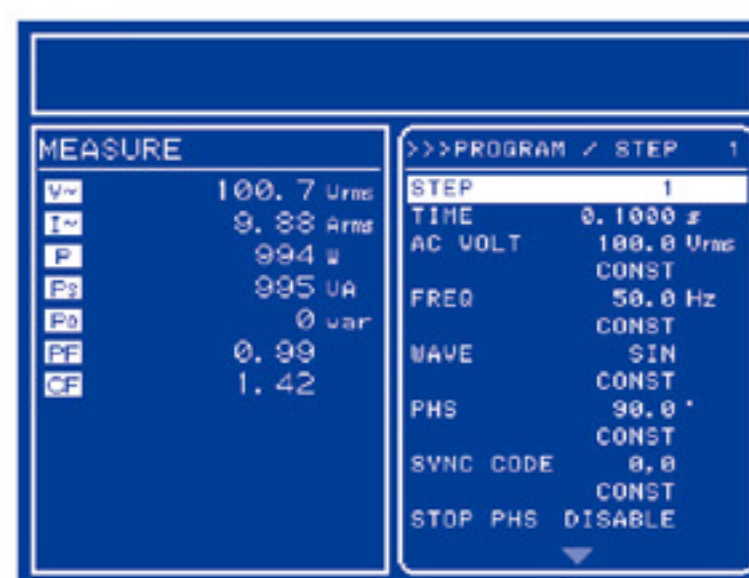 MEASURE
V~ 100.7 Vrms
I~ 9.88 Arms
P 994 W
Ps 995 VA
PQ 0 var
PF 0.99
CF 1.42
>>>PROGRAM / STEP 1
STEP 1
TIME 0.1000 s
AC VOLT 100.0 Vrms
CONST
FREQ 50.0 Hz
CONST
WAVE SIN
CONST
PHS 90.0 °
CONST
SYNC CODE 0,0
CONST
STOP PHS DISABLE